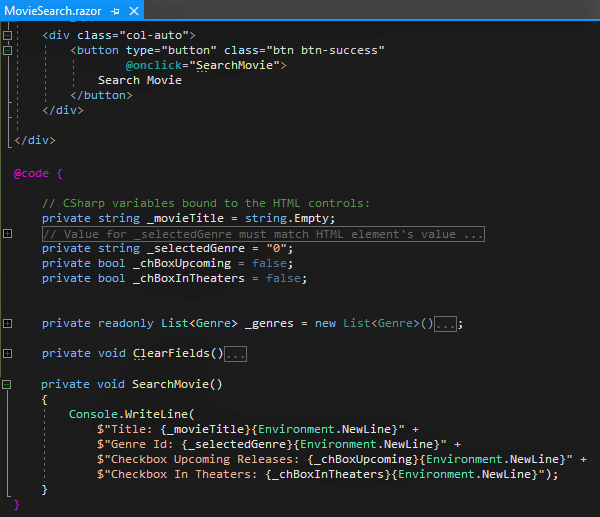 MovieSearch.razor
<div class="col-auto">
<button type="button" class="btn btn-success"
@onclick="SearchMovie">
Search Movie
</button>
</div>
</div>
@code {
// CSharp variables bound to the HTML controls:
private string _movieTitle = string.Empty;
// Value for _selectedGenre must match HTML element's value ...
private string _selectedGenre = "0";
private bool _chBoxUpcoming = false;
private bool _chBoxInTheaters = false;
private readonly List<Genre> _genres = new List<Genre>()...;
private void ClearFields()...
private void SearchMovie()
{
Console.WriteLine(
$"Title: {_movieTitle}{Environment.NewLine}" +
$"Genre Id: {_selectedGenre}{Environment.NewLine}" +
$"Checkbox Upcoming Releases: {_chBoxUpcoming}{Environment.NewLine}" +
$"Checkbox In Theaters: {_chBoxInTheaters}{Environment.NewLine}");
}
}